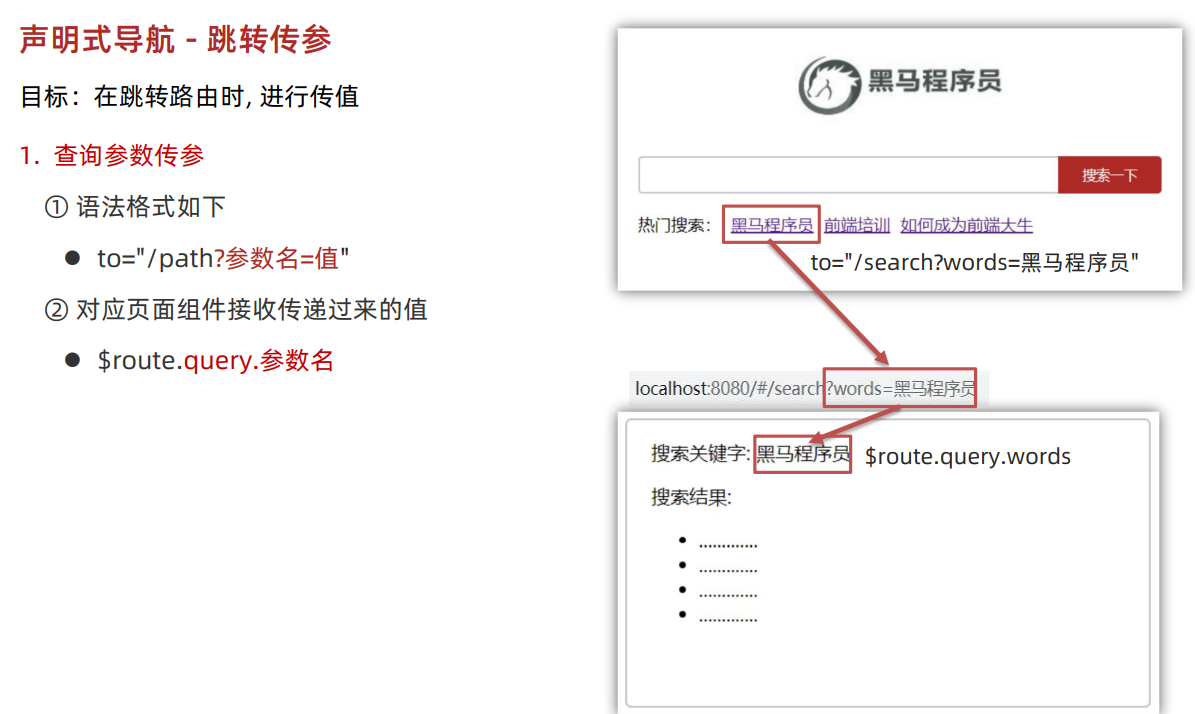 声明式导航 - 跳转传参
目标：在跳转路由时, 进行传值
1. 查询参数传参
① 语法格式如下
● to="/path?参数名=值"
② 对应页面组件接收传递过来的值
● $route.query.参数名
黑马程序员
搜索一下
热门搜索： 黑马程序员 前端培训 如何成为前端大牛
to="/search?words=黑马程序员"
localhost:8080/#/search?words=黑马程序员
搜索关键字: 黑马程序员 $route.query.words
搜索结果:
• .............
• .............
• .............
• .............